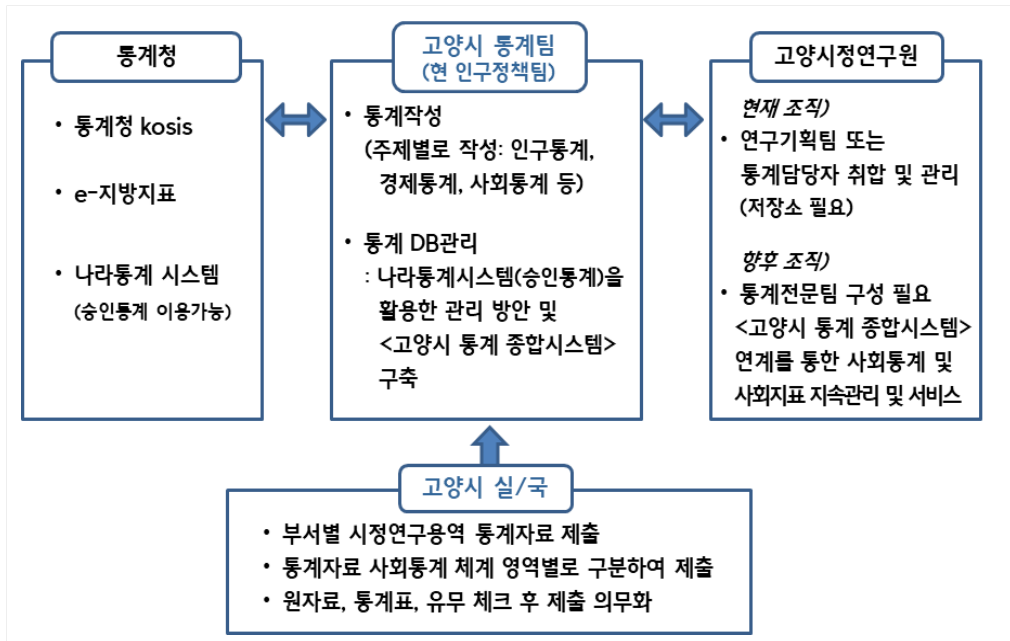 통계청
• 통계청 kosis
• e-지방지표
• 나라통계 시스템
(승인통계 이용가능)
고양시 통계팀
(현 인구정책팀)
• 통계작성
(주제별로 작성: 인구통계,
경제통계, 사회통계 등)
• 통계 DB관리
: 나라통계시스템(승인통계)을
활용한 관리 방안 및
<고양시 통계 종합시스템>
구축
고양시정연구원
현재 조직)
• 연구기획팀 또는
통계담당자 취합 및 관리
(저장소 필요)
향후 조직)
• 통계전문팀 구성 필요
<고양시 통계 종합시스템>
연계를 통한 사회통계 및
사회지표 지속관리 및 서비스
고양시 실/국
• 부서별 시정연구용역 통계자료 제출
• 통계자료 사회통계 체계 영역별로 구분하여 제출
• 원자료, 통계표, 유무 체크 후 제출 의무화